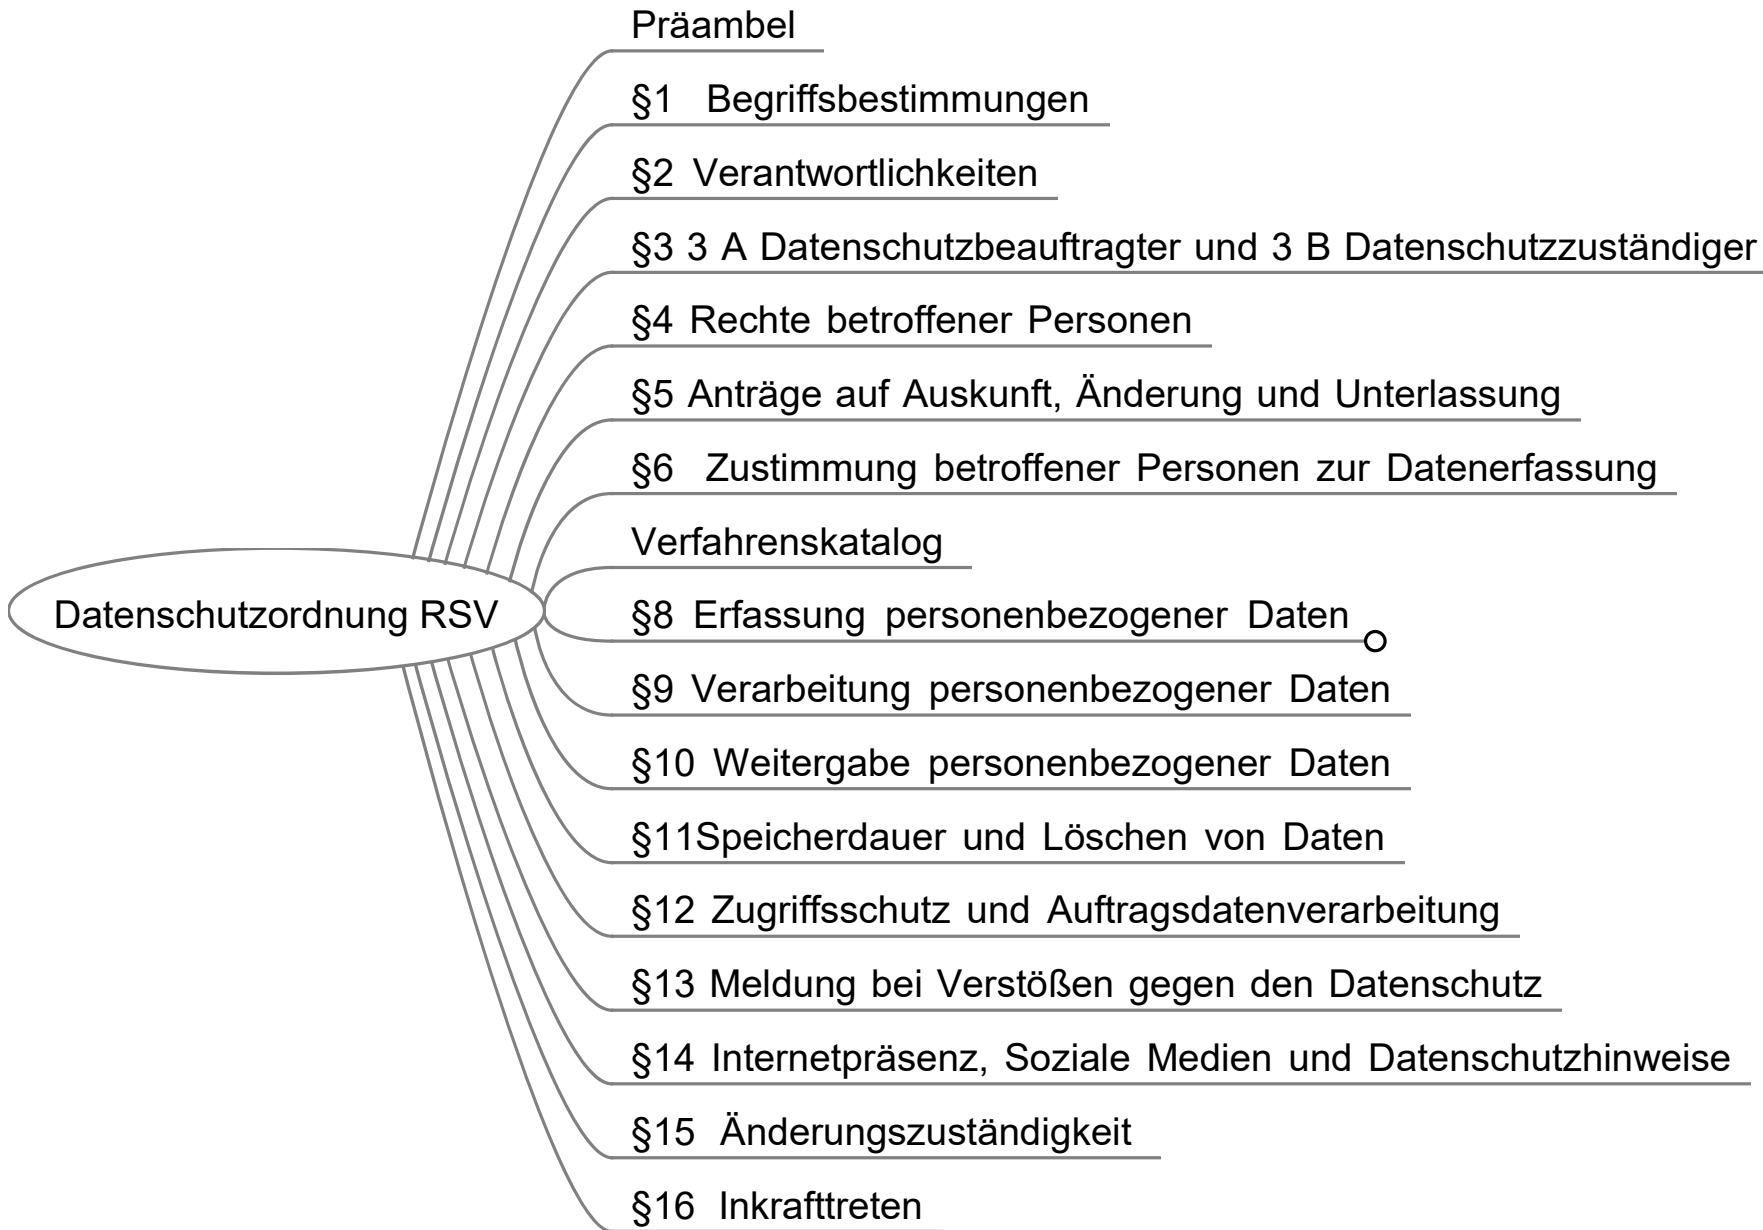 Präambel
§1 Begriffsbestimmungen
§2 Verantwortlichkeiten
§3 3 A Datenschutzbeauftragter und 3 B Datenschutzzuständiger
§4 Rechte betroffener Personen
§5 Anträge auf Auskunft, Änderung und Unterlassung
§6 Zustimmung betroffener Personen zur Datenerfassung
Verfahrenskatalog
Datenschutzordnung RSV
§8 Erfassung personenbezogener Daten
§9 Verarbeitung personenbezogener Daten
§10 Weitergabe personenbezogener Daten
§11Speicherdauer und Löschen von Daten
§12 Zugriffsschutz und Auftragsdatenverarbeitung
§13 Meldung bei Verstößen gegen den Datenschutz
§14 Internetpräsenz, Soziale Medien und Datenschutzhinweise
§15 Änderungszuständigkeit
§16 Inkrafttreten